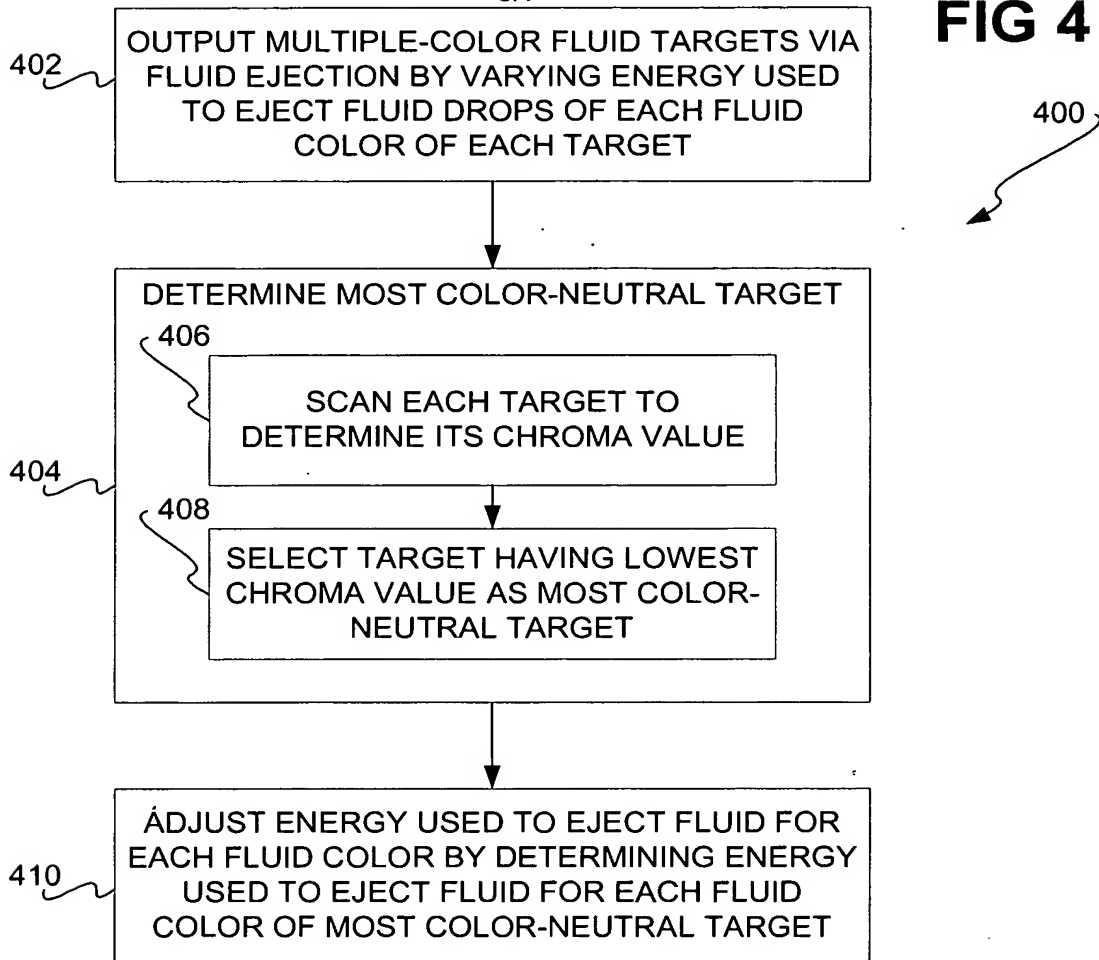 FIG 4
400
402
OUTPUT MULTIPLE-COLOR FLUID TARGETS VIA
FLUID EJECTION BY VARYING ENERGY USED
TO EJECT FLUID DROPS OF EACH FLUID
COLOR OF EACH TARGET
404
DETERMINE MOST COLOR-NEUTRAL TARGET
406
SCAN EACH TARGET TO
DETERMINE ITS CHROMA VALUE
408
SELECT TARGET HAVING LOWEST
CHROMA VALUE AS MOST COLOR-
NEUTRAL TARGET
410
ADJUST ENERGY USED TO EJECT FLUID FOR
EACH FLUID COLOR BY DETERMINING ENERGY
USED TO EJECT FLUID FOR EACH FLUID
COLOR OF MOST COLOR-NEUTRAL TARGET